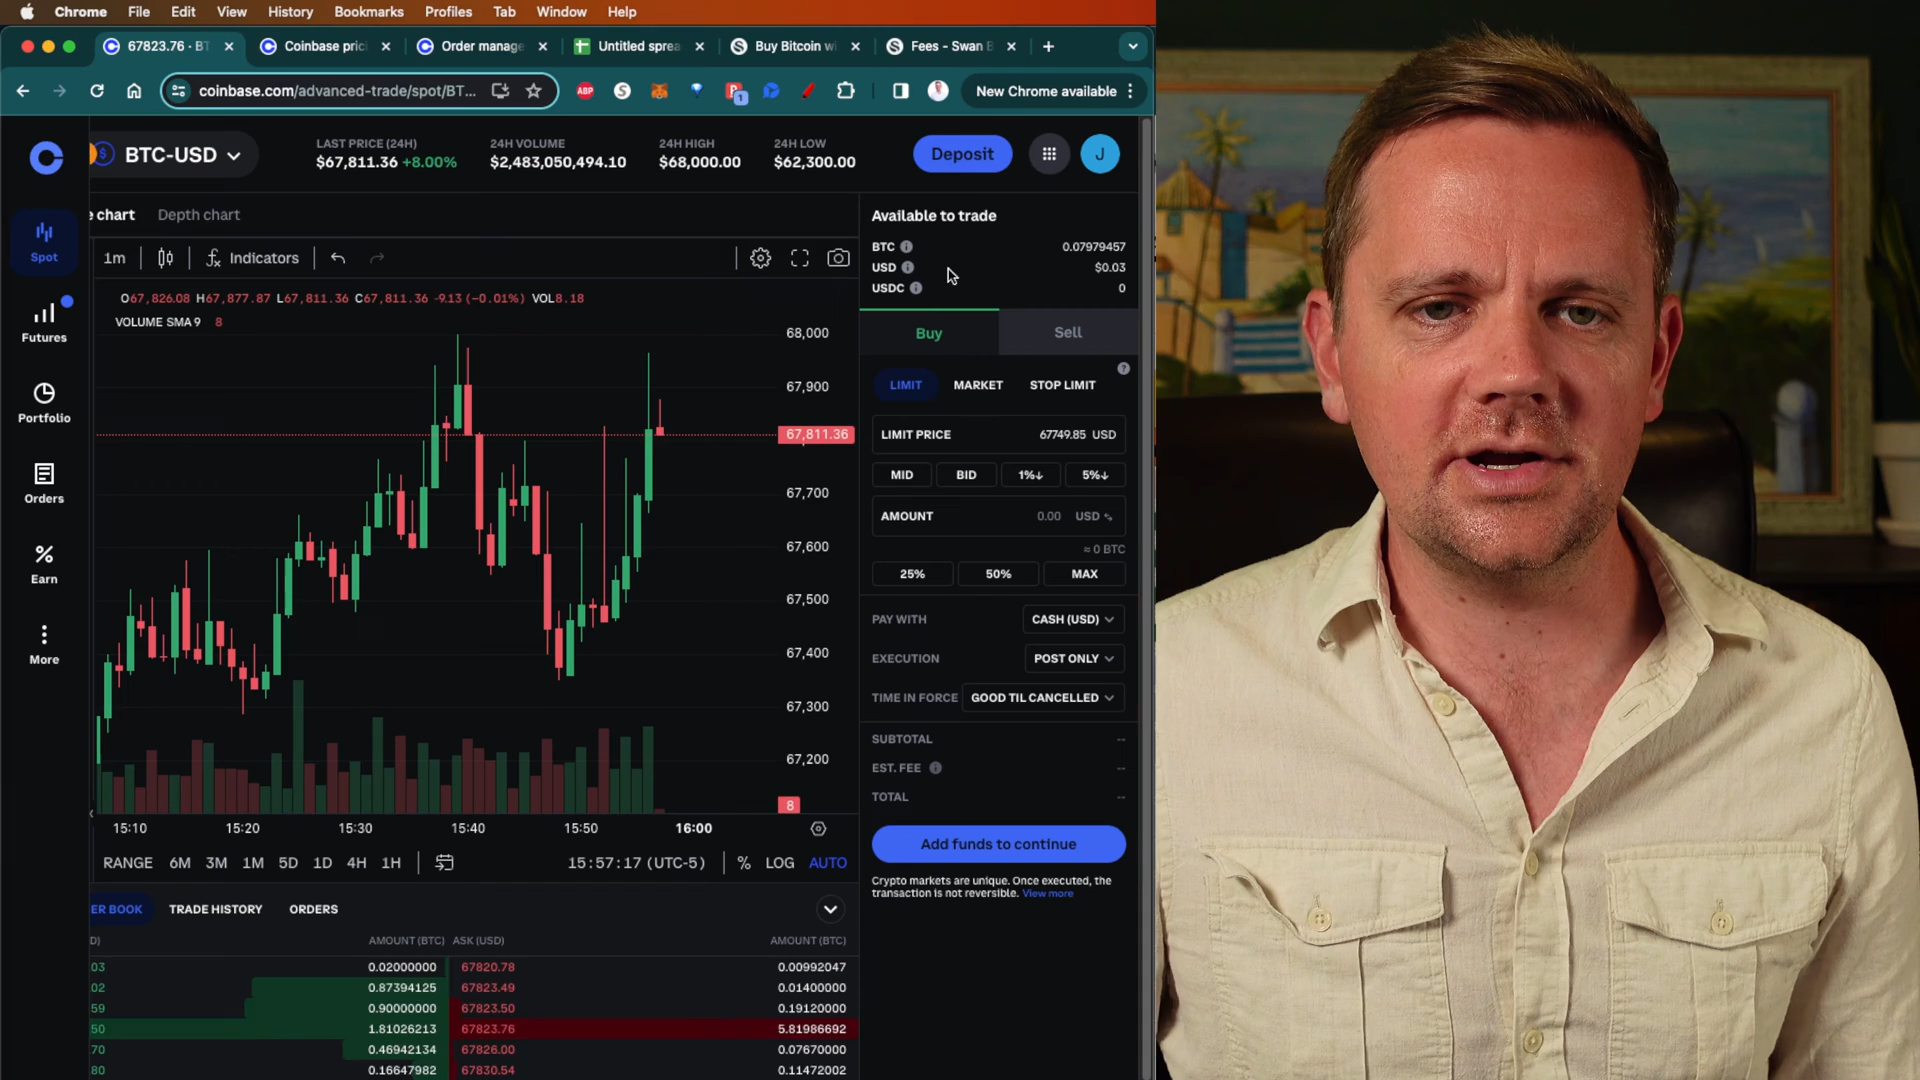 Chrome File Edit View History Bookmarks Profiles Tab Window Help
67823.76 · BT Coinbase pric Order manage Untitled sprea Buy Bitcoin wi Fees - Swan B
coinbase.com/advanced-trade/spot/BT... ABP 1 New Chrome available
BTC-USD
LAST PRICE (24H) 24H VOLUME 24H HIGH 24H LOW
$67,811.36 +8.00% $2,483,050,494.10 $68,000.00 $62,300.00
Deposit J
Spot
Futures
Portfolio
Orders
Earn
More
e chart Depth chart
1m Indicators
O67,826.08 H67,877.87 L67,811.36 C67,811.36 -9.13 (-0.01%) VOL8.18
VOLUME SMA 9 8
68,000
67,900
67,811.36
67,700
67,600
67,500
67,400
67,300
67,200
8
15:10 15:20 15:30 15:40 15:50 16:00
RANGE 6M 3M 1M 5D 1D 4H 1H 15:57:17 (UTC-5) % LOG AUTO
ER BOOK TRADE HISTORY ORDERS
D) AMOUNT (BTC) ASK (USD) AMOUNT (BTC)
03 0.02000000 67820.78 0.00992047
02 0.87394125 67823.49 0.01400000
59 0.90000000 67823.50 0.19120000
50 1.81026213 67823.76 5.81986692
70 0.46942134 67826.00 0.07670000
80 0.16647982 67830.54 0.11472002
Available to trade
BTC 0.07979457
USD $0.03
USDC 0
Buy Sell
LIMIT MARKET STOP LIMIT ?
LIMIT PRICE 67749.85 USD
MID BID 1%↓ 5%↓
AMOUNT 0.00 USD
≈ 0 BTC
25% 50% MAX
PAY WITH CASH (USD)
EXECUTION POST ONLY
TIME IN FORCE GOOD TIL CANCELLED
SUBTOTAL --
EST. FEE --
TOTAL --
Add funds to continue
Crypto markets are unique. Once executed, the
transaction is not reversible. View more